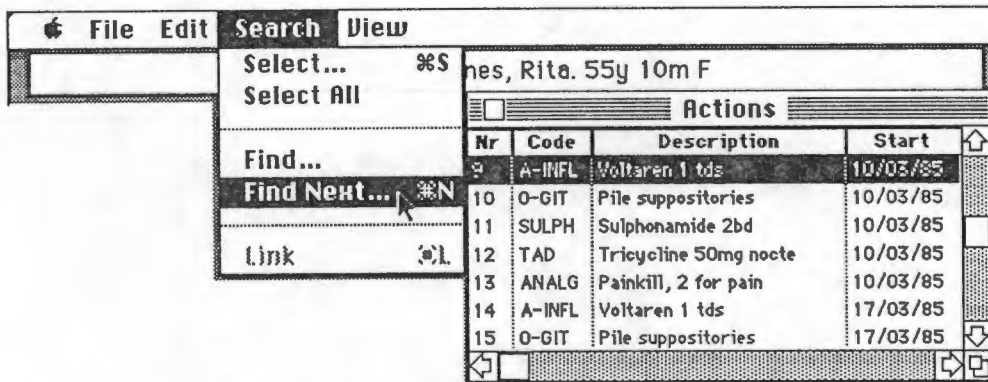 File Edit Search View
Select... ⌘S
Select All
Find...
Find Next... ⌘N
Link ⌘L
nes, Rita. 55y 10m F
Actions
Nr Code Description Start
9 A-INFL Voltaren 1 tds 10/03/85
10 O-GIT Pile suppositories 10/03/85
11 SULPH Sulphonamide 2bd 10/03/85
12 TAD Tricycline 50mg nocte 10/03/85
13 ANALG Painkill, 2 for pain 10/03/85
14 A-INFL Voltaren 1 tds 17/03/85
15 O-GIT Pile suppositories 17/03/85